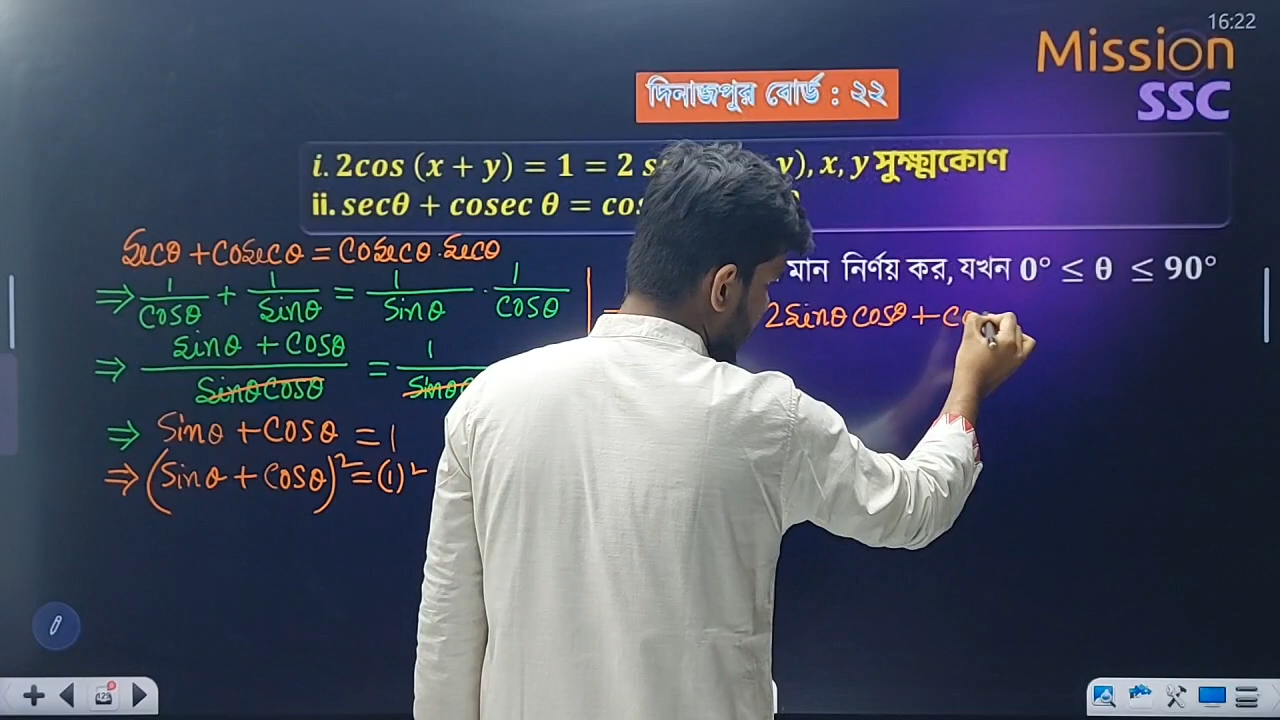 16:22
Mission
SSC
দিনাজপুর বোর্ড : ২২
i. 2cos (x + y) = 1 = 2 y), x, y সুক্ষ্মকোণ
ii. secθ + cosec θ =
মান নির্ণয় কর, যখন 0° ≤ θ ≤ 90°
secθ + cosecθ = cosecθ · secθ
⇒ 1/cosθ + 1/sinθ = 1/sinθ · 1/cosθ
⇒ sinθ + cosθ / sinθcosθ = 1 /
⇒ sinθ + cosθ = 1
⇒ (sinθ + cosθ)² = (1)²
2sinθ cosθ +